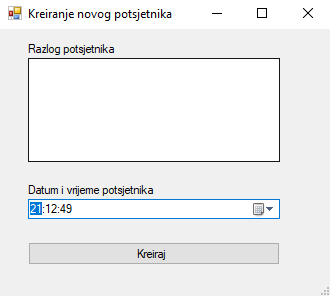 Kreiranje novog potsjetnika
Razlog potsjetnika
Datum i vrijeme potsjetnika
21:12:49
Kreiraj